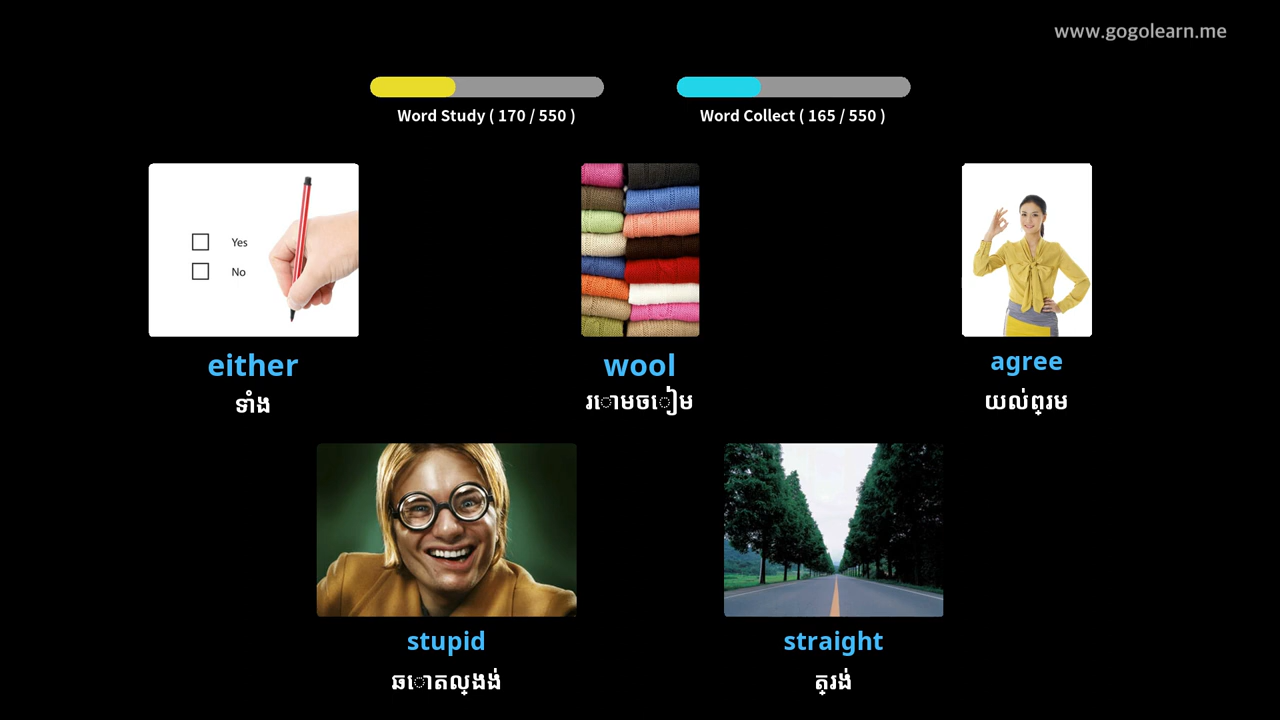 www.gogolearn.me
Word Study ( 170 / 550 )
Word Collect ( 165 / 550 )
Yes
No
either
wool
agree
ទាំង
រោមចៀម
យល់ព្រម
stupid
straight
ឆោតល្ងង់
ត្រង់